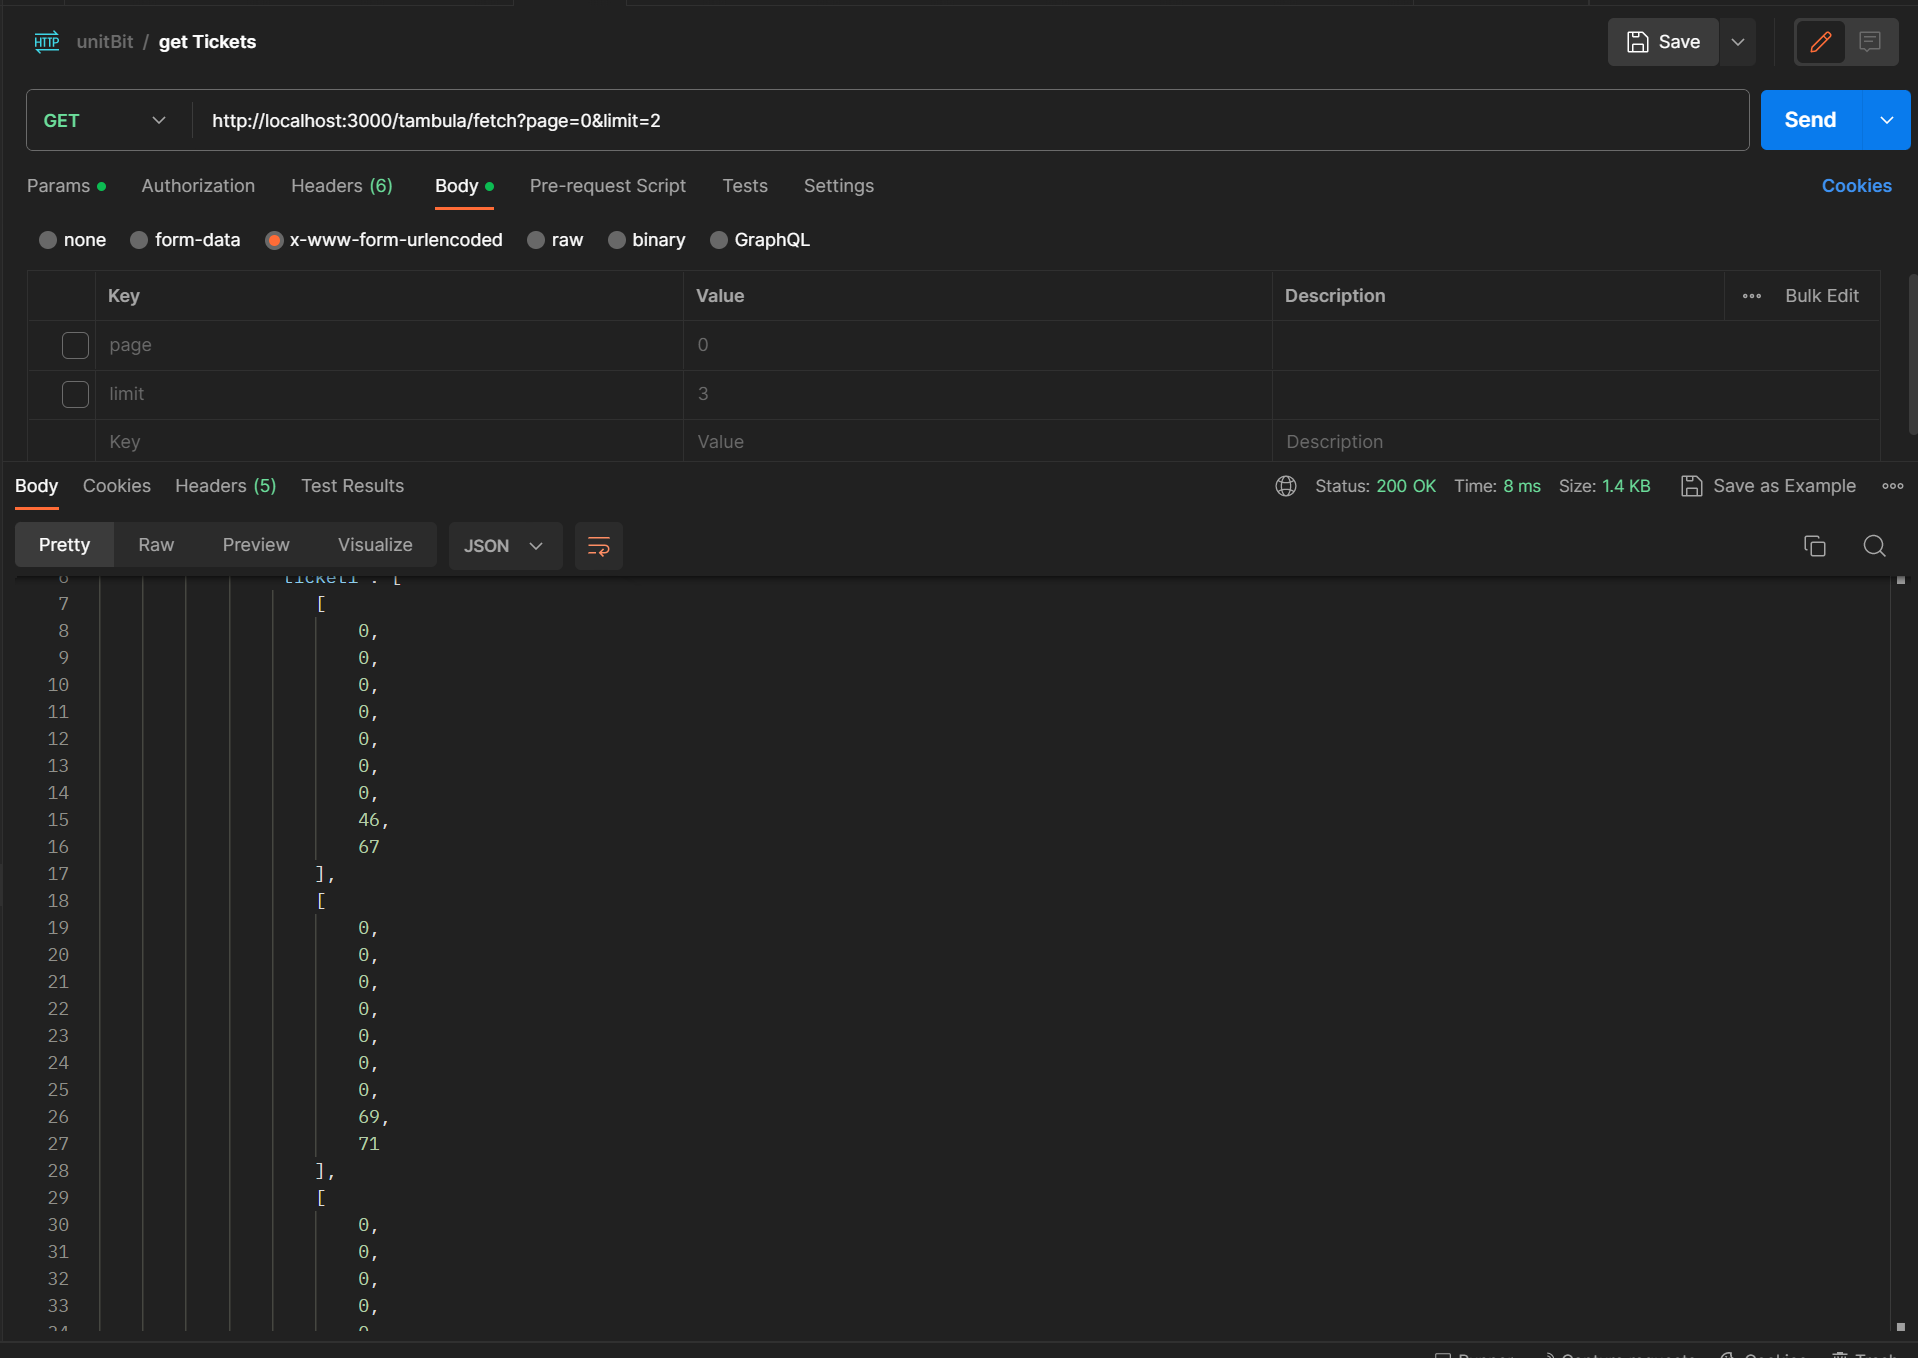 HTTP unitBit / get Tickets
Save
GET http://localhost:3000/tambula/fetch?page=0&limit=2 Send
Params Authorization Headers (6) Body Pre-request Script Tests Settings Cookies
none form-data x-www-form-urlencoded raw binary GraphQL
Key Value Description Bulk Edit
page 0
limit 3
Key Value Description
Body Cookies Headers (5) Test Results Status: 200 OK Time: 8 ms Size: 1.4 KB Save as Example
Pretty Raw Preview Visualize JSON
6 "ticket1": [
7 [
8 0,
9 0,
10 0,
11 0,
12 0,
13 0,
14 0,
15 46,
16 67
17 ],
18 [
19 0,
20 0,
21 0,
22 0,
23 0,
24 0,
25 0,
26 69,
27 71
28 ],
29 [
30 0,
31 0,
32 0,
33 0,
34 0